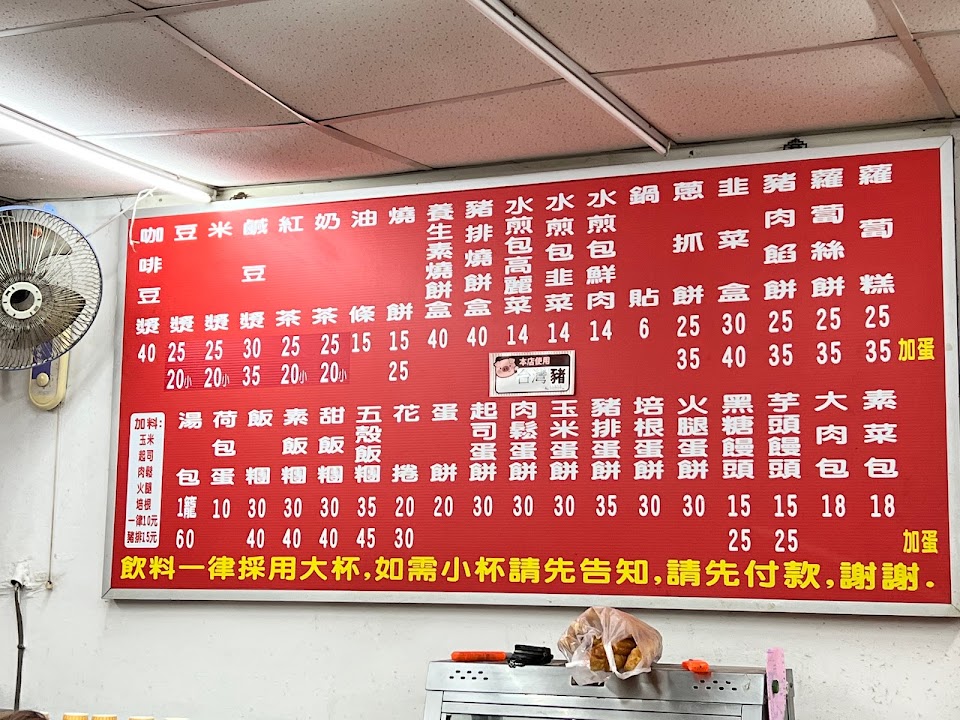 蘿蔔糕 25 35 加蛋
蘿蔔絲餅 25 35
豬肉餡餅 25 35
韭菜盒 30 40
蔥抓餅 25 35
鍋貼 6
水煎包鮮肉 14
水煎包韭菜 14
水煎包高麗菜 14
豬排燒餅盒 40
養生素燒餅盒 40
燒餅 15 25
油條 15
奶茶 25 20小
紅茶 25 20小
鹹豆漿 30 35
米漿 25 20小
豆漿 25 20小
咖啡豆漿 40
本店使用
台灣豬
素菜包 18 加蛋
大肉包 18
芋頭饅頭 15 25
黑糖饅頭 15 25
火腿蛋餅 30
培根蛋餅 30
豬排蛋餅 35
玉米蛋餅 30
肉鬆蛋餅 30
起司蛋餅 30
蛋餅 20
花捲 20 30
五穀飯糰 35 45
甜飯糰 30 40
素飯糰 30 40
飯糰 30 40
荷包蛋 10
湯包 1籠 60
加料:
玉米
起司
肉鬆
火腿
培根
一律10元
豬排15元
飲料一律採用大杯,如需小杯請先告知,請先付款,謝謝.